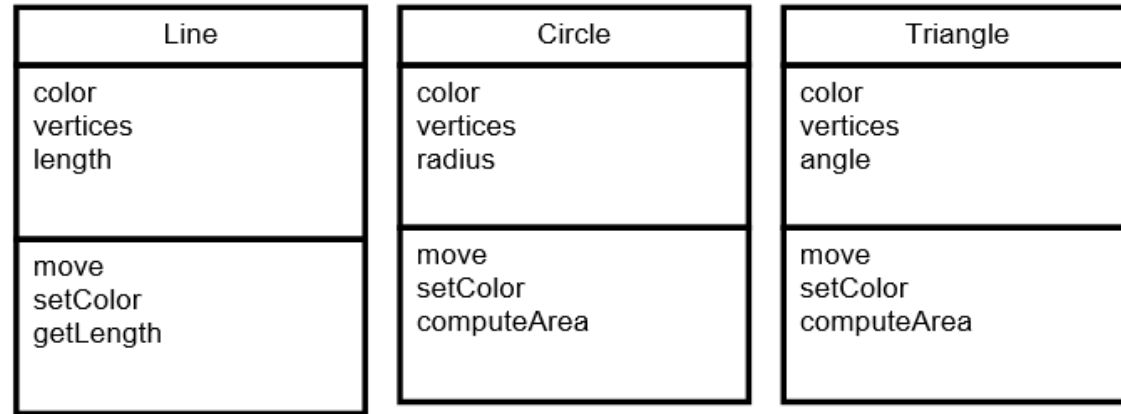 Line
color
vertices
length
move
setColor
getLength
Circle
color
vertices
radius
move
setColor
computeArea
Triangle
color
vertices
angle
move
setColor
computeArea